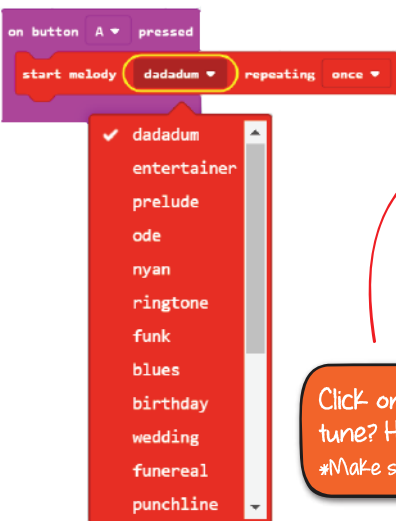 on button A pressed
start melody dadadum repeating once
dadadum
entertainer
prelude
ode
nyan
ringtone
funk
blues
birthday
wedding
funereal
punchline
Click
tune?
*Make